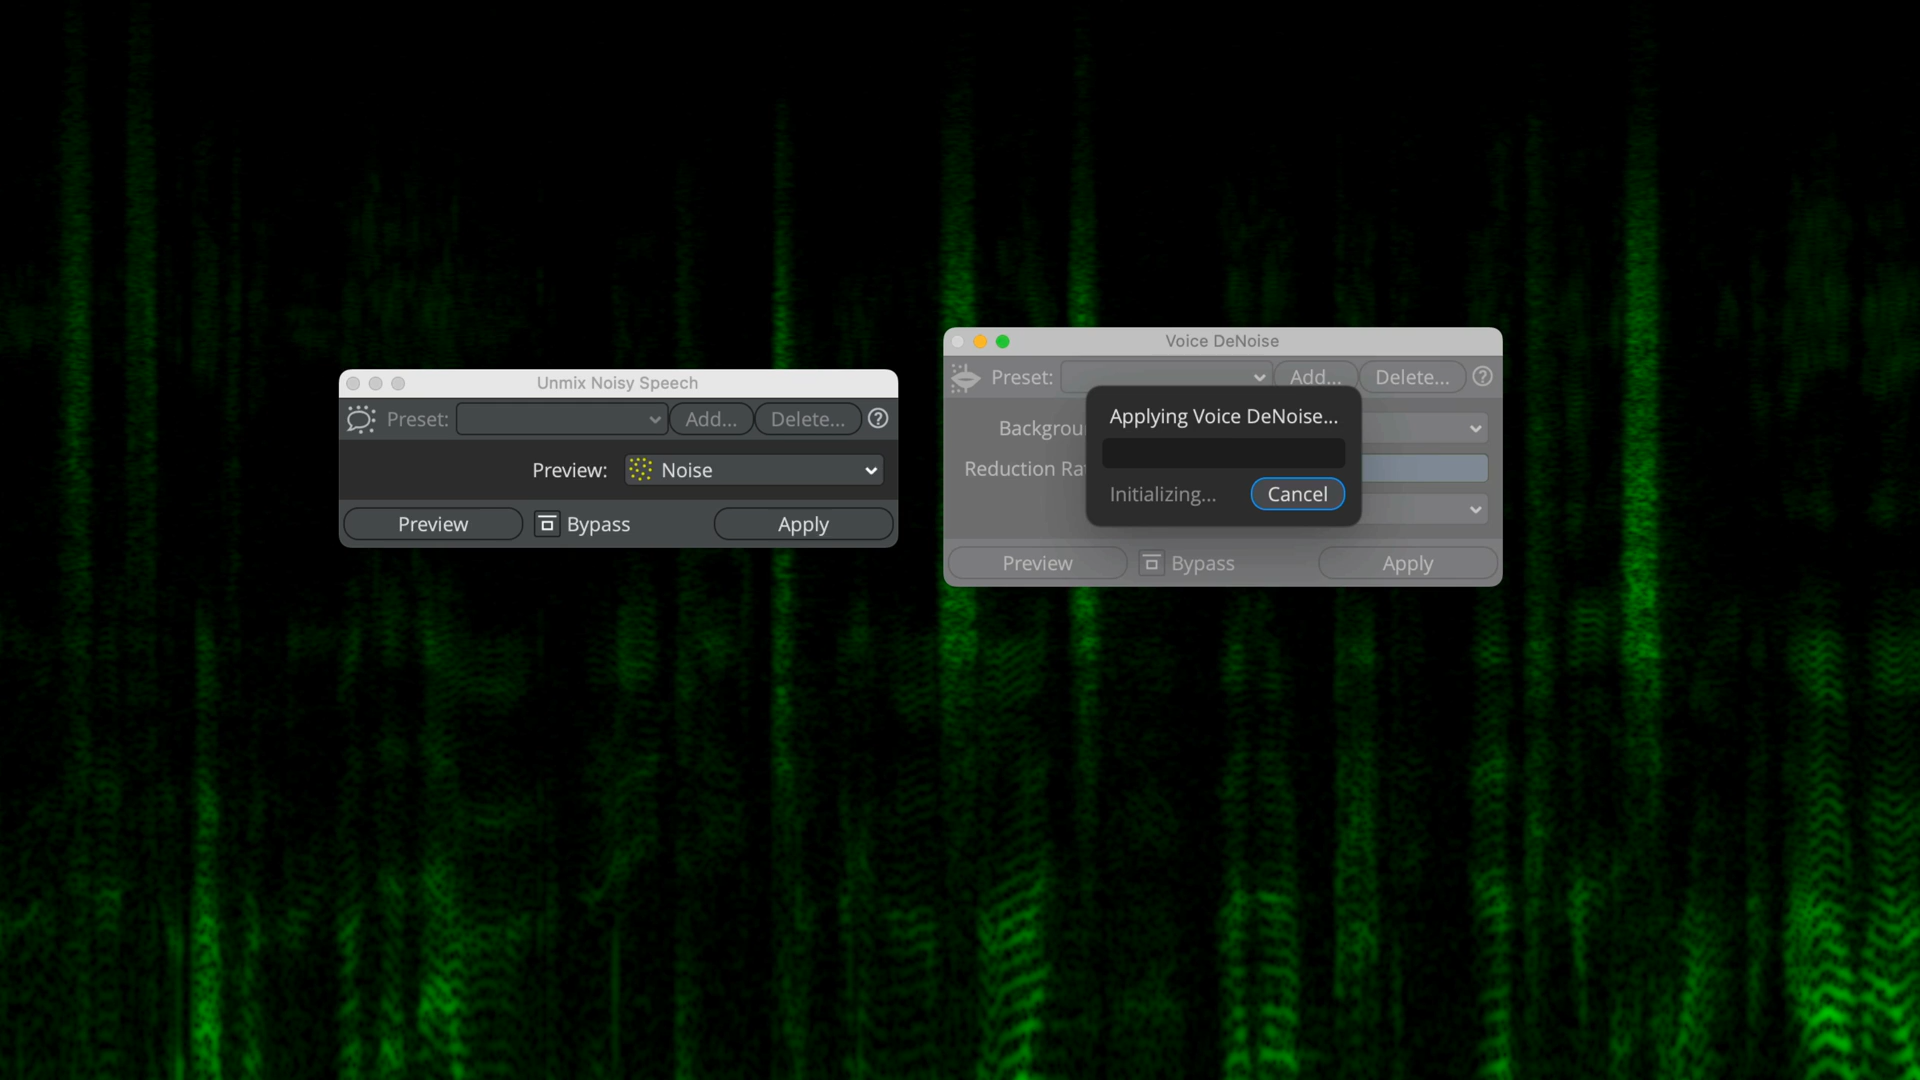 Unmix Noisy Speech
Preset: Add... Delete... ?
Preview: Noise
Preview Bypass Apply
Voice DeNoise
Preset: Add... Delete... ?
Applying Voice DeNoise...
Reduction
Initializing... Cancel
Preview Bypass Apply